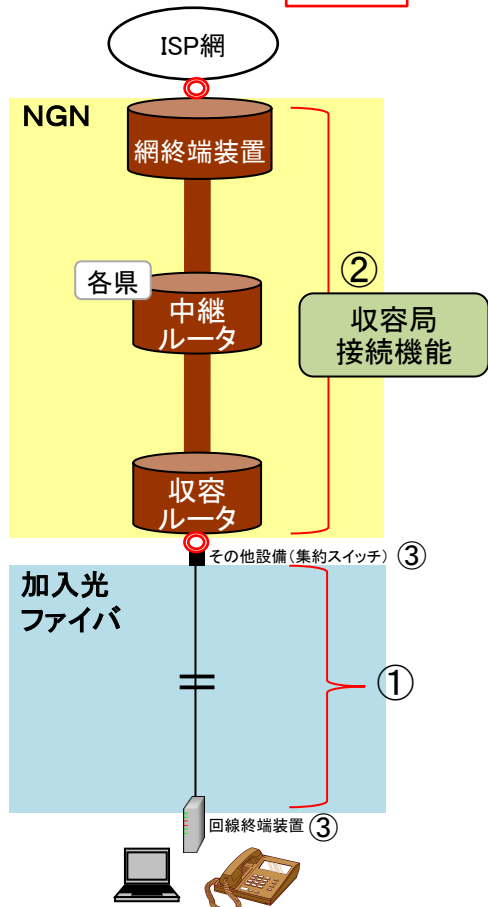 ISP網
NGN
網終端装置
各県
中継
ルータ
②
収容局
接続機能
収容
ルータ
その他設備(集約スイッチ) ③
加入光
ファイバ
①
回線終端装置 ③